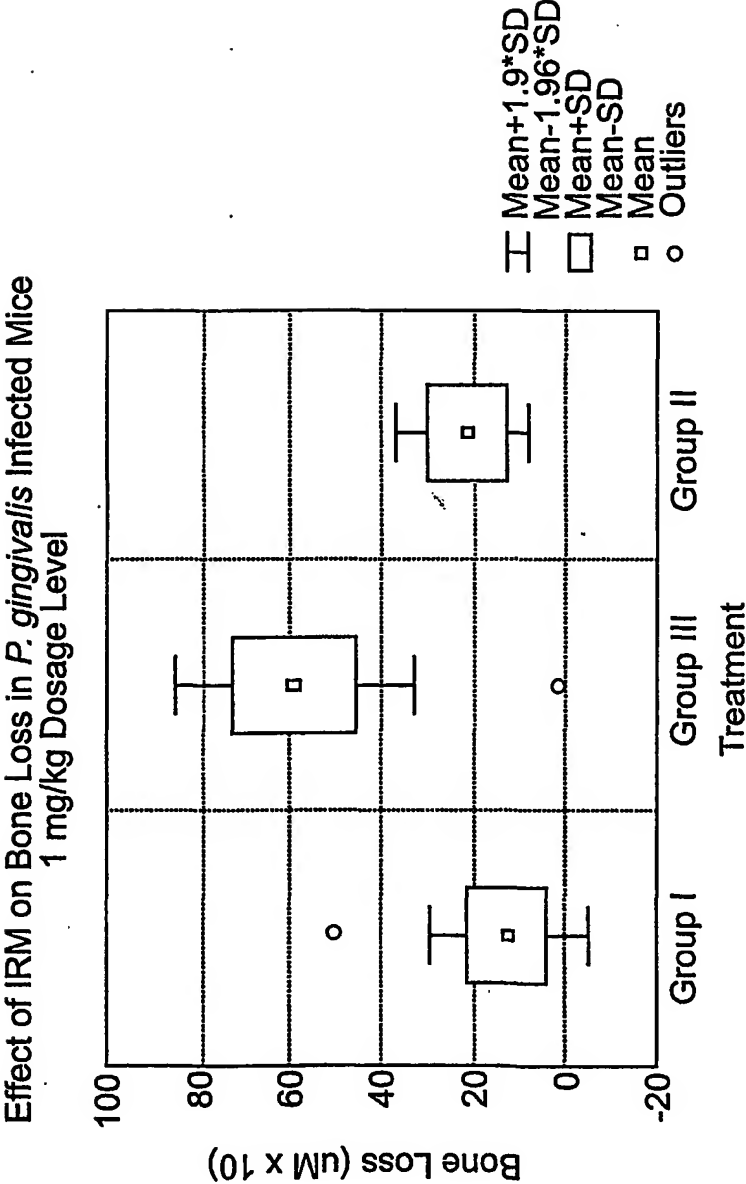 Effect of IRM on Bone Loss in P. gingivalis Infected Mice
1 mg/kg Dosage Level
Bone Loss (uM x 10)
100
80
60
40
20
0
-20
Group I
Group III
Group II
Treatment
Mean+1.9*SD
Mean-1.96*SD
Mean+SD
Mean-SD
Mean
Outliers